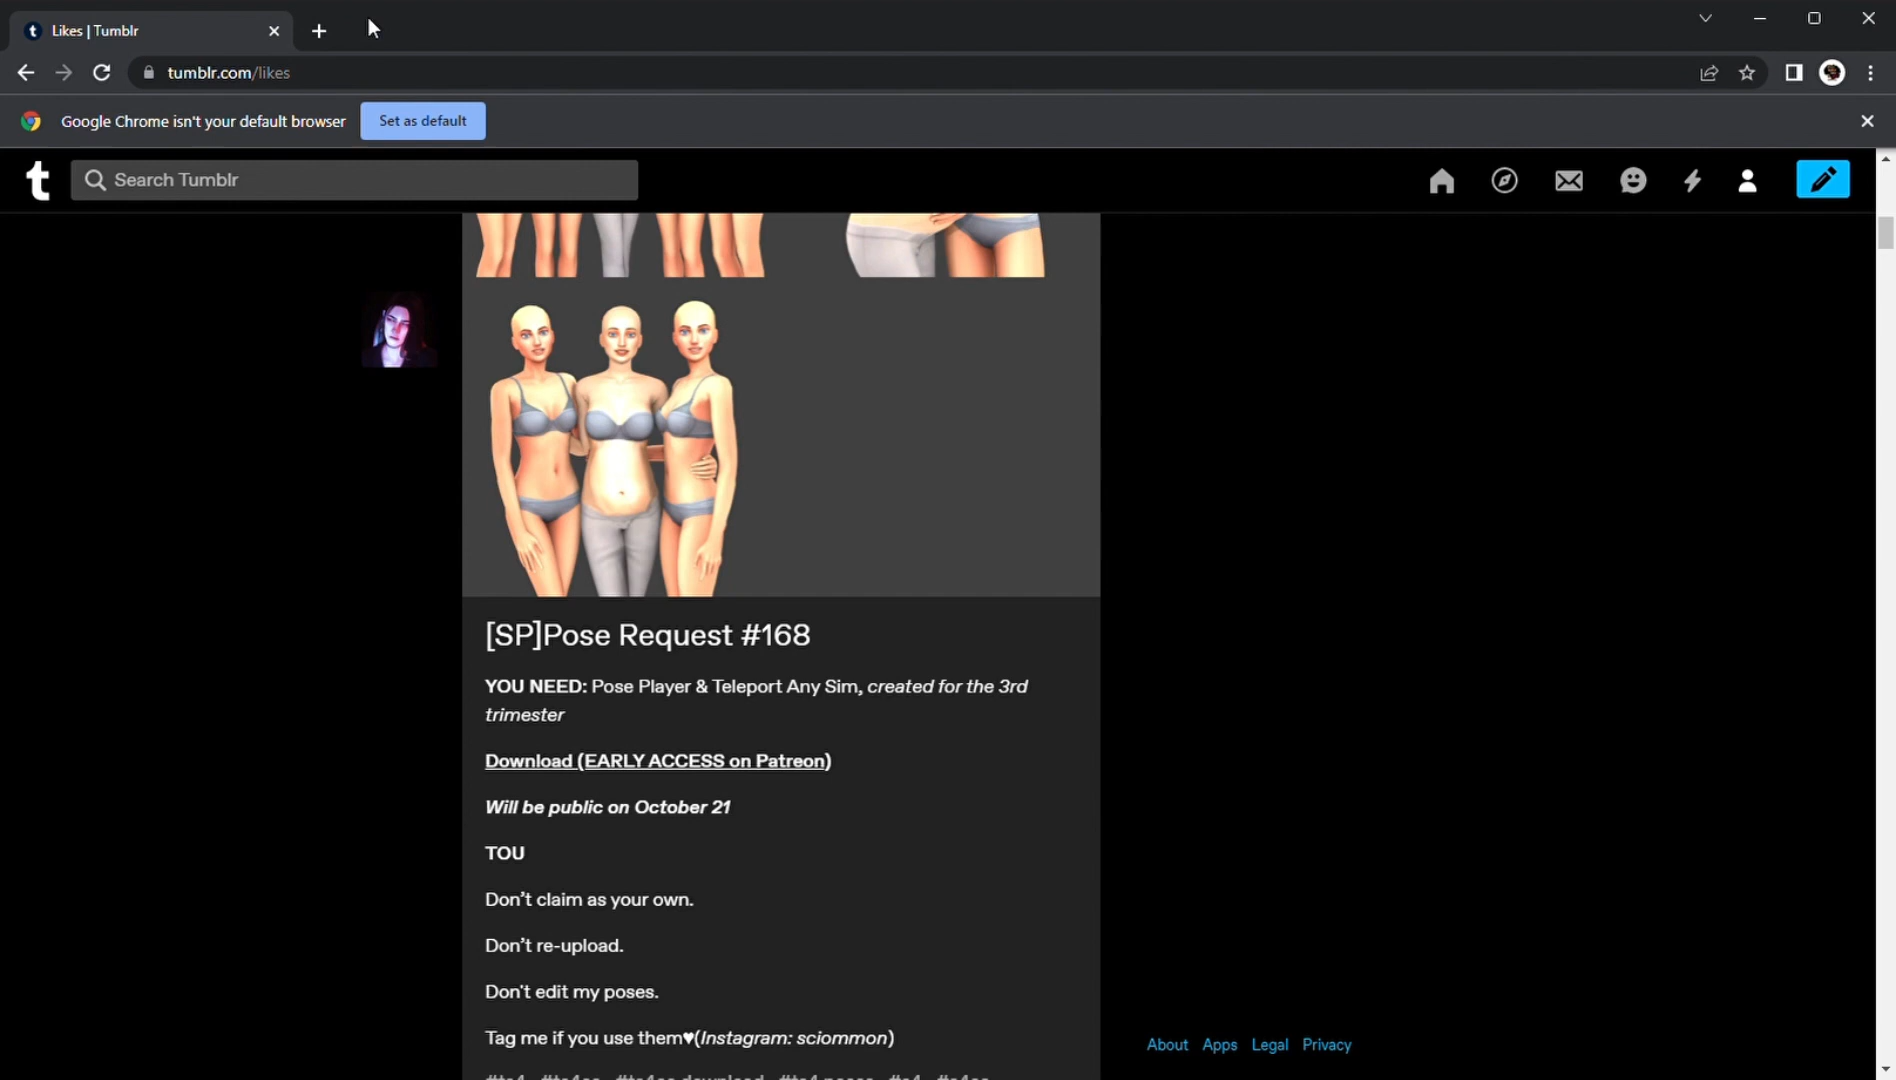 Likes | Tumblr
tumblr.com/likes
Google Chrome isn't your default browser
Set as default
t
Search Tumblr
[SP]Pose Request #168
YOU NEED: Pose Player & Teleport Any Sim, created for the 3rd
trimester
Download (EARLY ACCESS on Patreon)
Will be public on October 21
TOU
Don’t claim as your own.
Don’t re-upload.
Don't edit my poses.
Tag me if you use them♥(Instagram: sciommon)
About Apps Legal Privacy